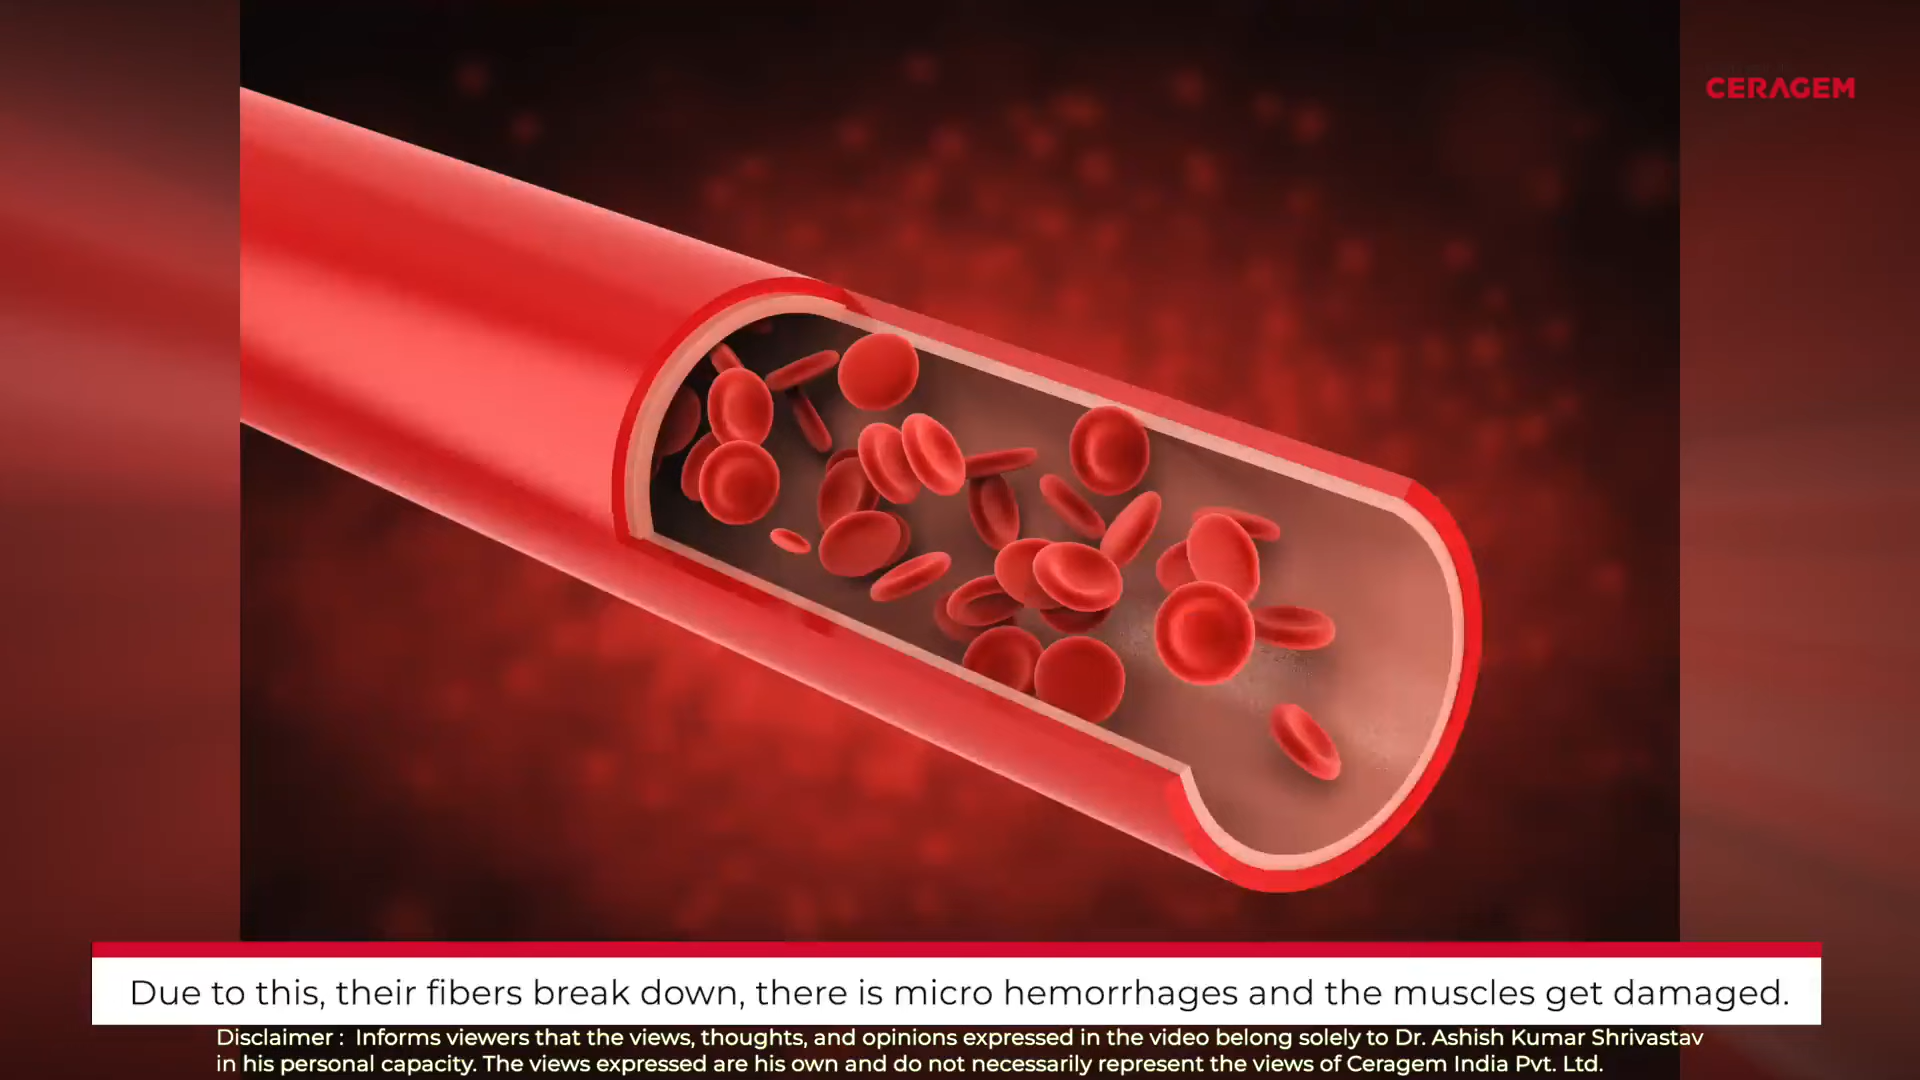 CERAGEM
Due to this, their fibers break down, there is micro hemorrhages and the muscles get damaged.
Disclaimer : Informs viewers that the views, thoughts, and opinions expressed in the video belong solely to Dr. Ashish Kumar Shrivastav
in his personal capacity. The views expressed are his own and do not necessarily represent the views of Ceragem India Pvt. Ltd.